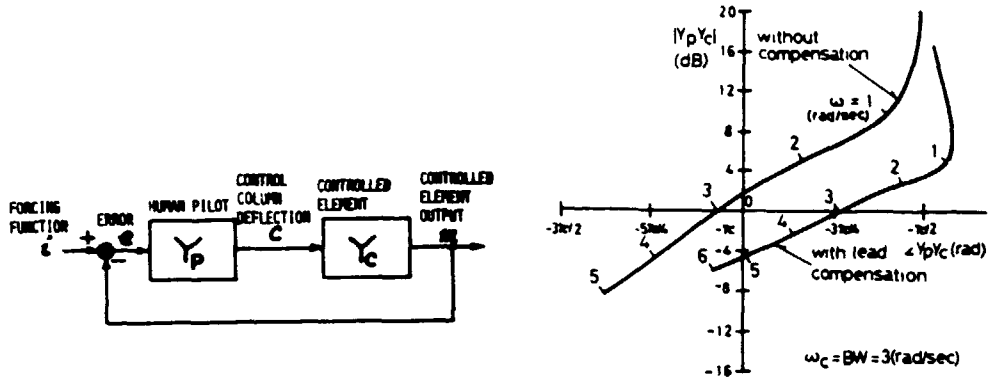 FORCING
FUNCTION
ERROR
HUMAN PILOT
CONTROL
COLUMN
DEFLECTION
CONTROLLED
ELEMENT
CONTROLLED
ELEMENT
OUTPUT
+
e
−
Yp
C
Yc
|YpYc|
(dB)
20
16
12
8
4
0
-4
-8
-12
-16
without
compensation
ω = 1
(rad/sec)
2
3
4
5
1
2
3π/4
4
5
6
-3π/2
-5π/4
-π
-π/2
∠YpYc (rad)
with lead
compensation
ωc = BW = 3(rad/sec)